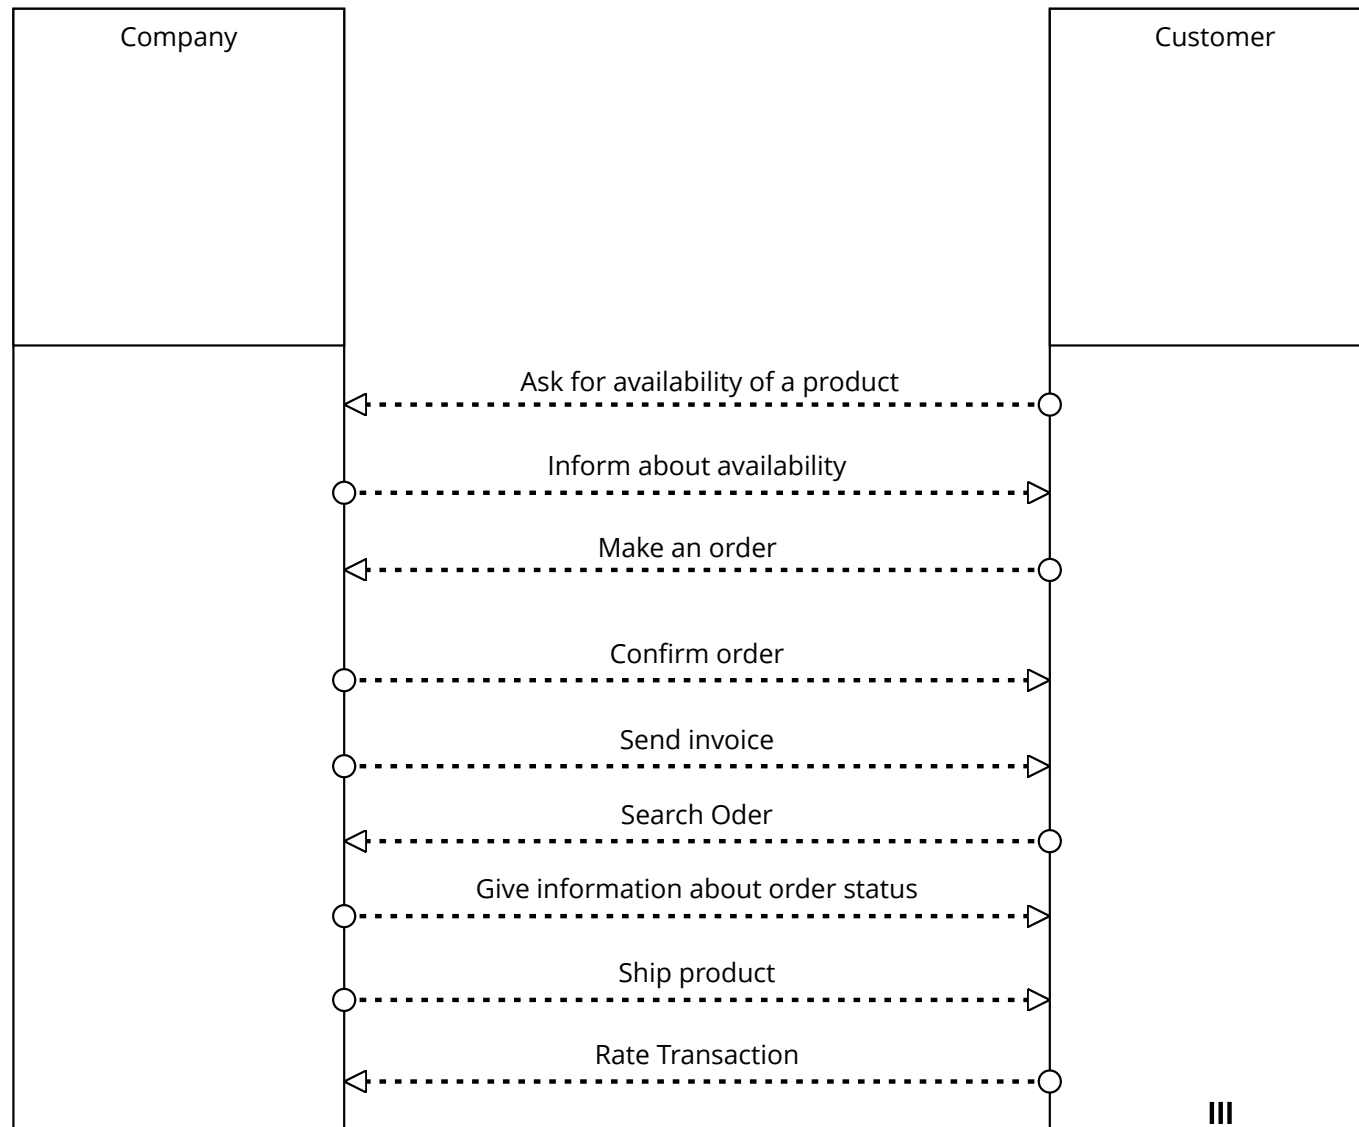 Company
Customer
Ask for availability of a product
Inform about availability
Make an order
Confirm order
Send invoice
Search Oder
Give information about order status
Ship product
Rate Transaction